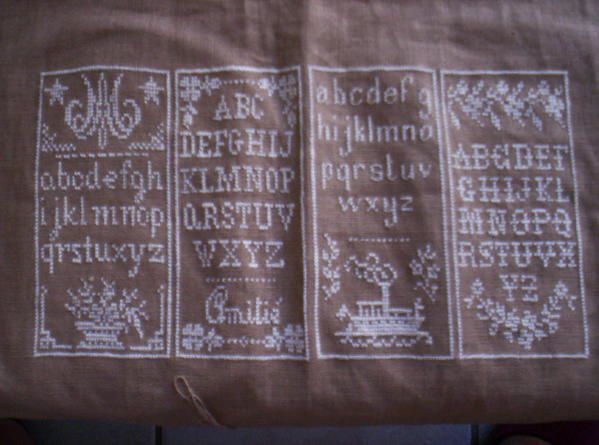 abcdefgh
ijklmnop
qrstuxyz
ABC
DEFGHIJ
KLMNOP
QRSTUV
WXYZ
Amitié
abcdefg
hijklmno
pqrstuv
wxyz
ABCDEF
GHIJKL
MNOPQ
RSTUVX
YZ